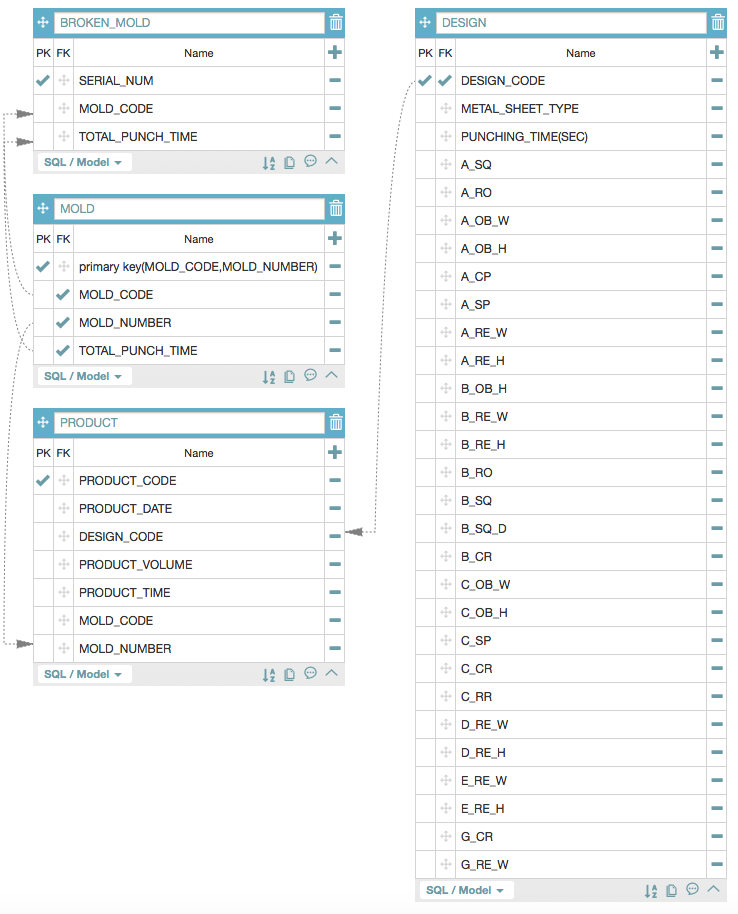 BROKEN_MOLD
PK FK Name
SERIAL_NUM
MOLD_CODE
TOTAL_PUNCH_TIME
SQL / Model
MOLD
PK FK Name
primary key(MOLD_CODE,MOLD_NUMBER)
MOLD_CODE
MOLD_NUMBER
TOTAL_PUNCH_TIME
SQL / Model
PRODUCT
PK FK Name
PRODUCT_CODE
PRODUCT_DATE
DESIGN_CODE
PRODUCT_VOLUME
PRODUCT_TIME
MOLD_CODE
MOLD_NUMBER
SQL / Model
DESIGN
PK FK Name
DESIGN_CODE
METAL_SHEET_TYPE
PUNCHING_TIME(SEC)
A_SQ
A_RO
A_OB_W
A_OB_H
A_CP
A_SP
A_RE_W
A_RE_H
B_OB_H
B_RE_W
B_RE_H
B_RO
B_SQ
B_SQ_D
B_CR
C_OB_W
C_OB_H
C_SP
C_CR
C_RR
D_RE_W
D_RE_H
E_RE_W
E_RE_H
G_CR
G_RE_W
SQL / Model